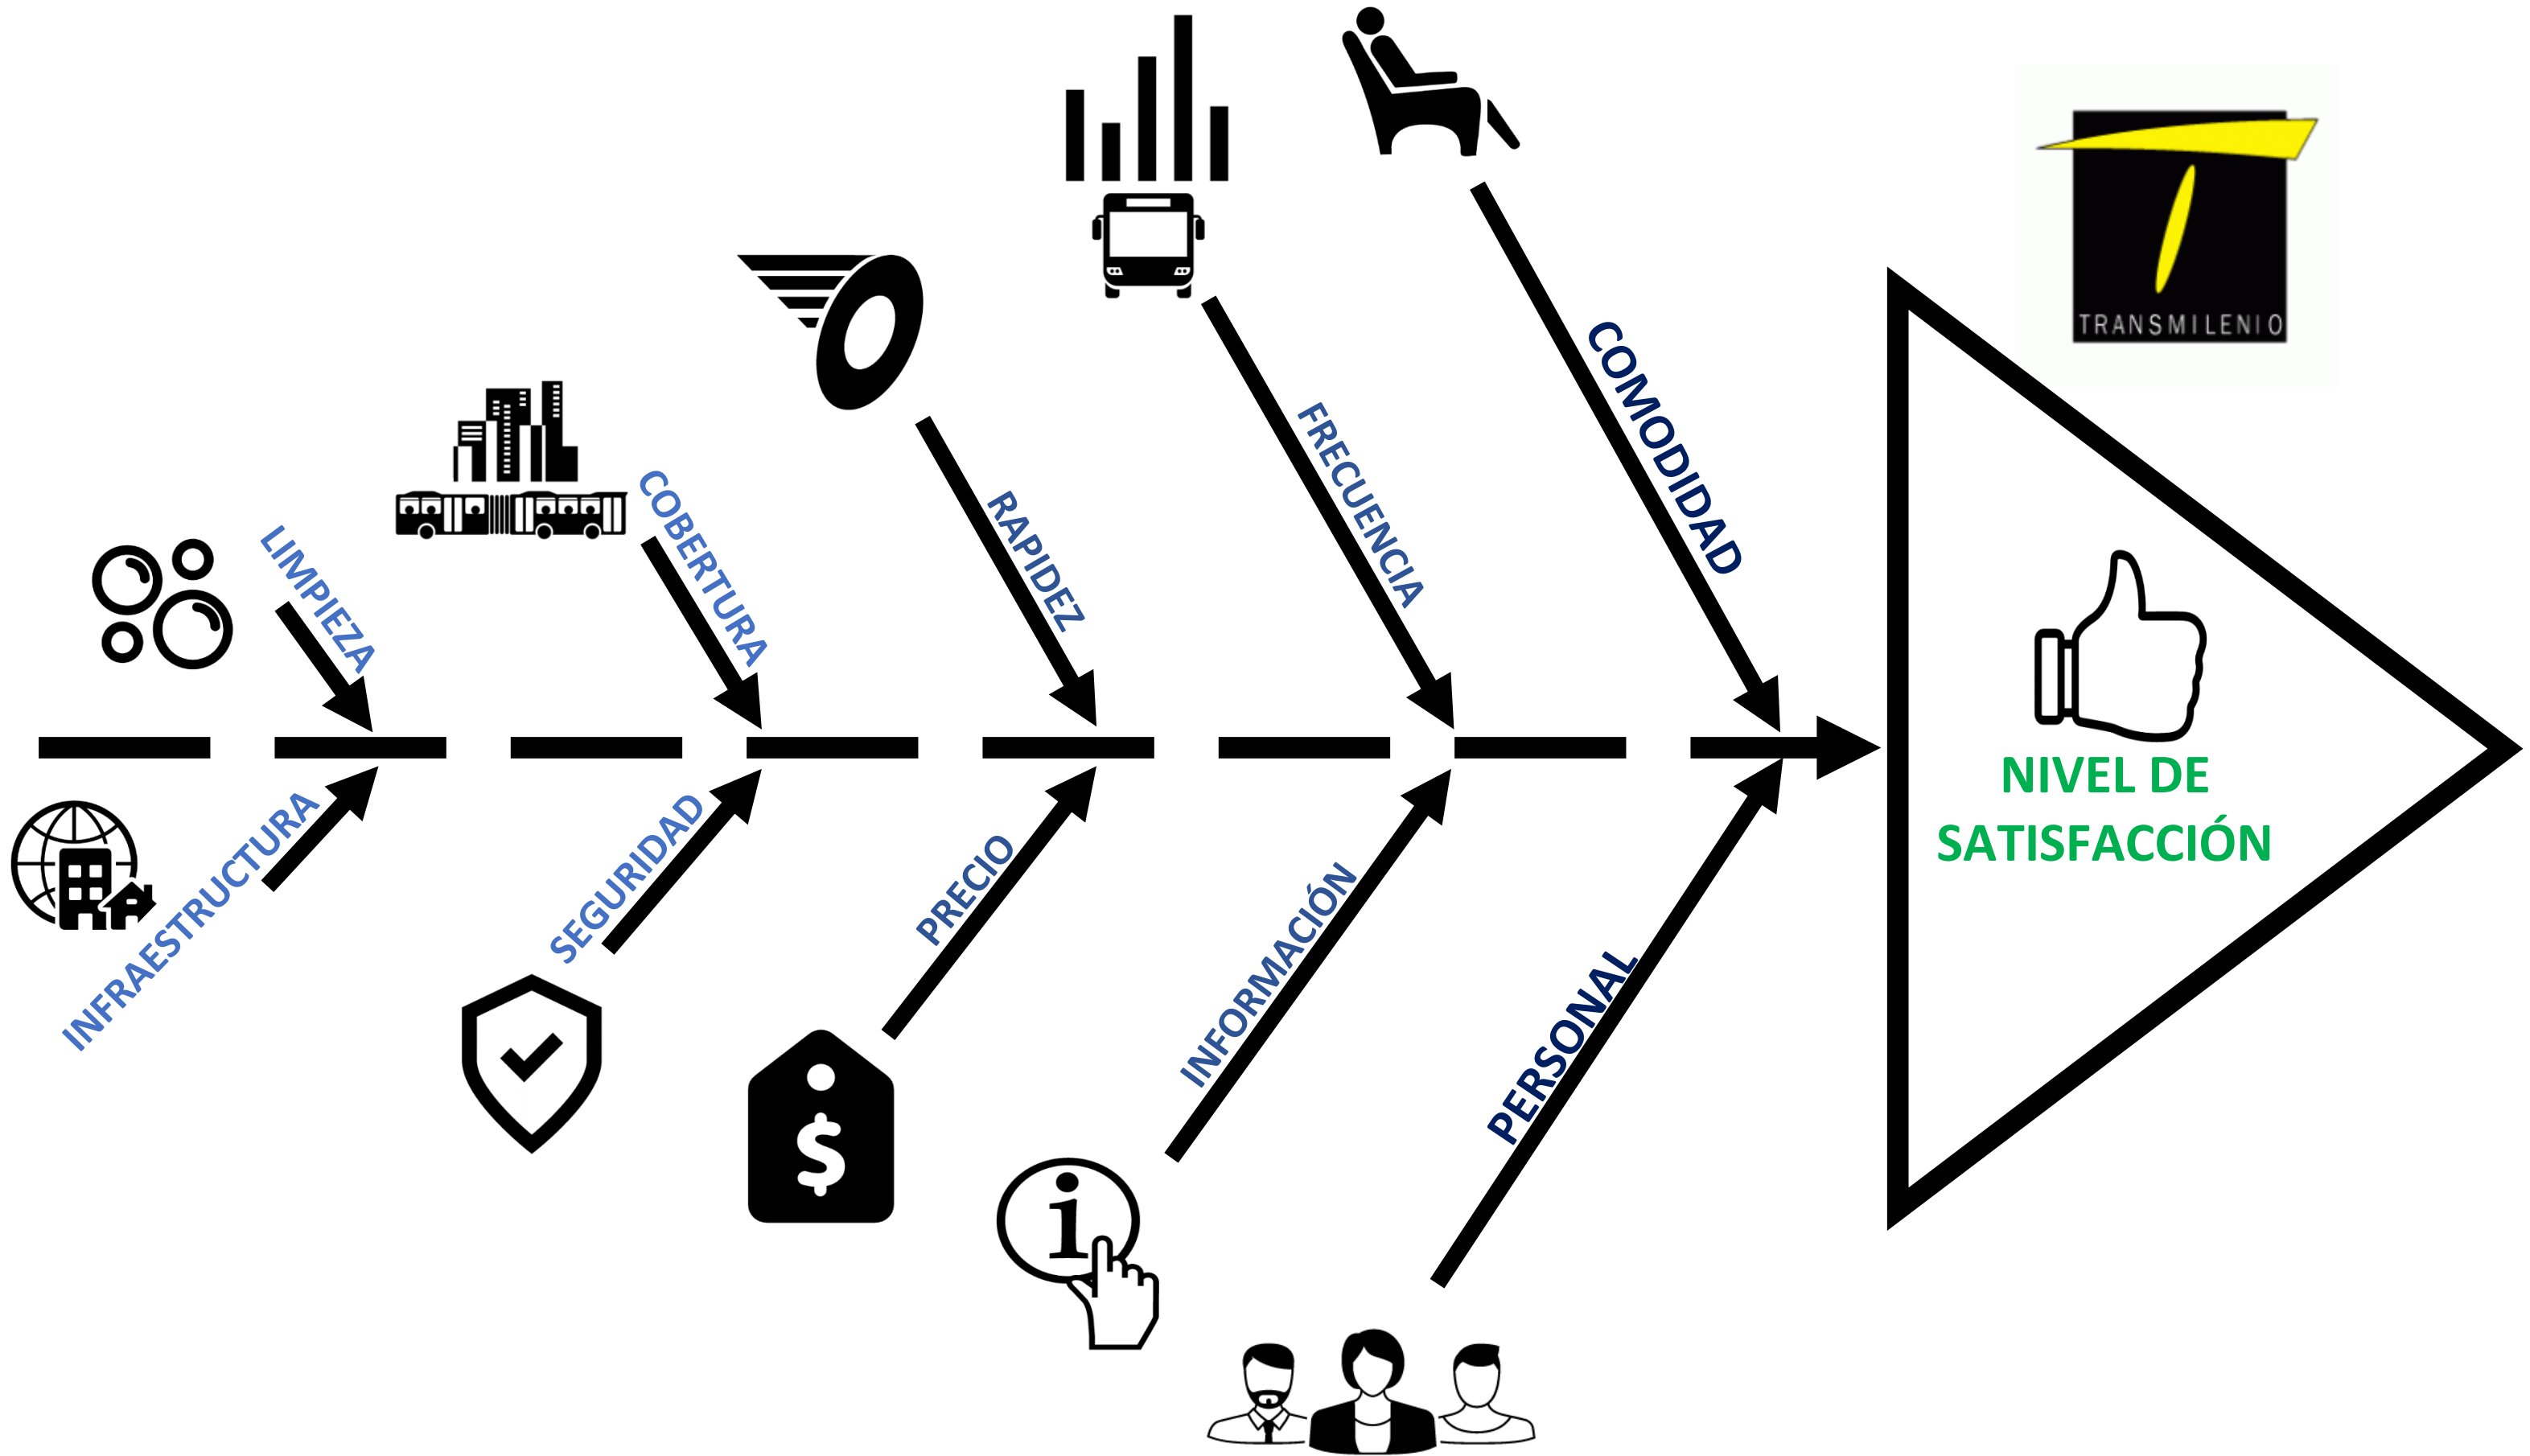 COMODIDAD
TRANSMILENIO
FRECUENCIA
RAPIDEZ
COBERTURA
LIMPIEZA
INFRAESTRUCTURA
SEGURIDAD
PRECIO
$
INFORMACIÓN
i
PERSONAL
NIVEL DE
SATISFACCIÓN